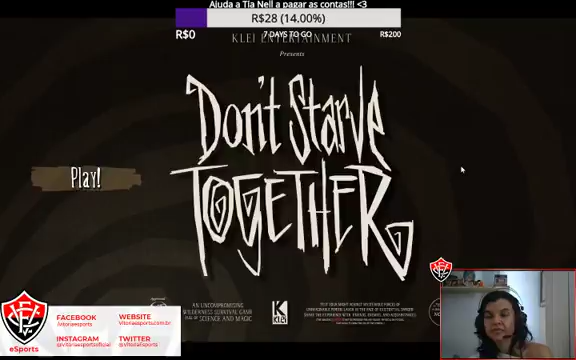 Ajuda a Tia Nell a pagar as contas!!! <3
R$28 (14.00%)
R$0
7 DAYS TO GO
R$200
KLEI ENTERTAINMENT
Presents
Don't Starve
TOGETHER
Play!
AN UNCOMPROMISING
WILDERNESS SURVIVAL GAME
FULL OF SCIENCE AND MAGIC
KLEI
eSports
FACEBOOK
/vitoriaesports
WEBSITE
vitoriaesports.com.br
INSTAGRAM
@vitoriaesportsoficial
TWITTER
/VitoriaEsports